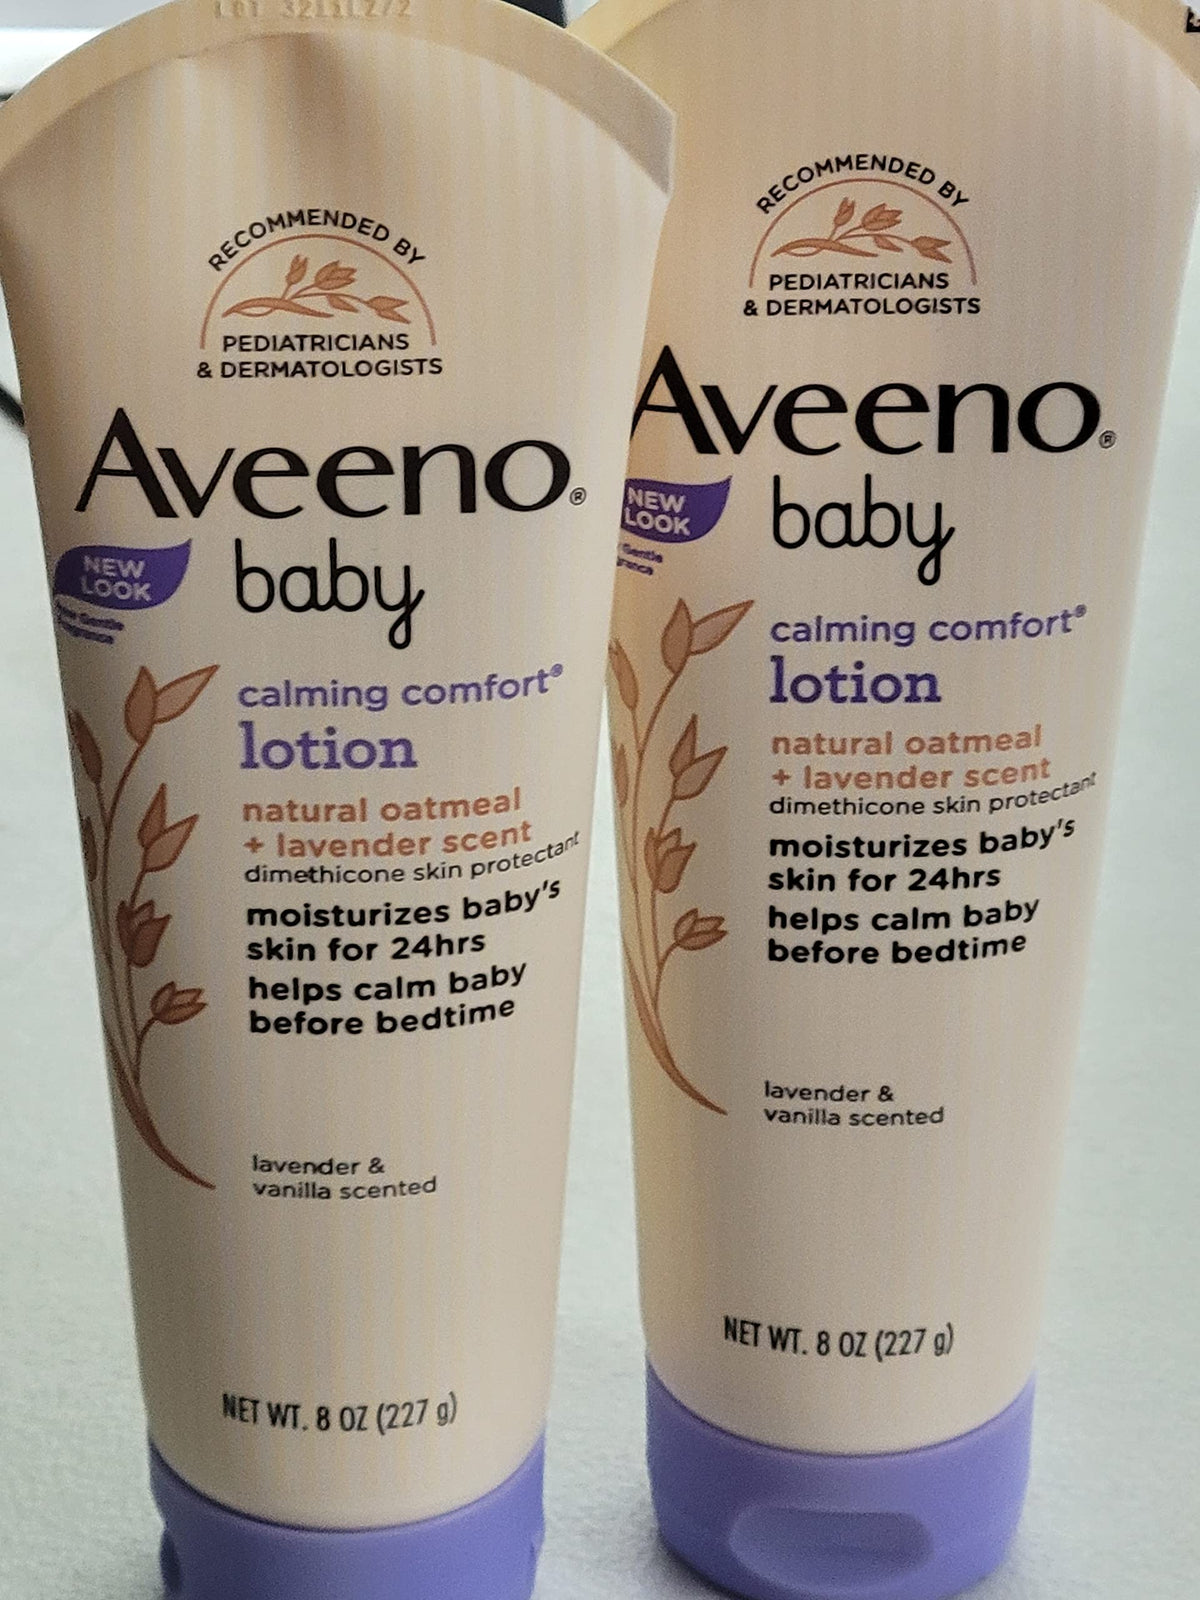 RECOMMENDED BY
PEDIATRICIANS
& DERMATOLOGISTS
Aveeno®
baby
NEW
LOOK
Gentle
calming comfort®
lotion
natural oatmeal
+ lavender scent
dimethicone skin protectant
moisturizes baby's
skin for 24hrs
helps calm baby
before bedtime
lavender &
vanilla scented
NET WT. 8 OZ (227 g)
RECOMMENDED BY
PEDIATRICIANS
& DERMATOLOGISTS
Aveeno®
baby
NEW
LOOK
Gentle
calming comfort®
lotion
natural oatmeal
+ lavender scent
dimethicone skin protectant
moisturizes baby's
skin for 24hrs
helps calm baby
before bedtime
lavender &
vanilla scented
NET WT. 8 OZ (227 g)